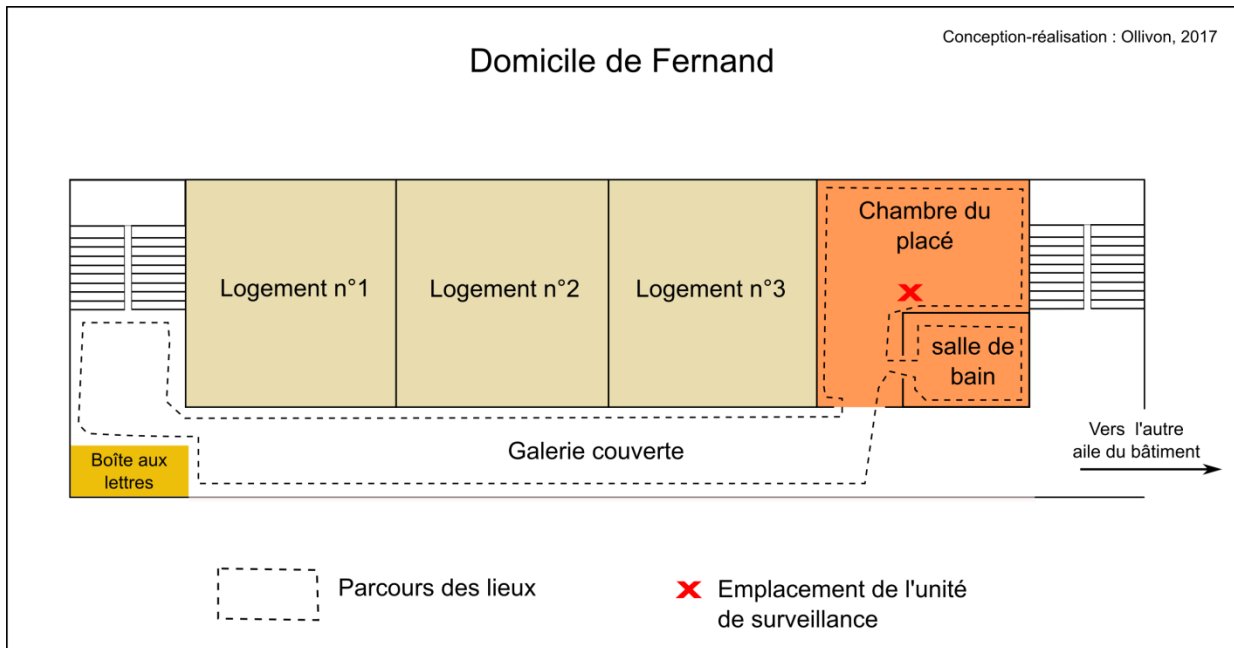 Conception-réalisation : Ollivon, 2017
Domicile de Fernand
Chambre du
placé
Logement n°1
Logement n°2
Logement n°3
salle de
bain
Galerie couverte
Vers l'autre
aile du bâtiment
Boîte aux
lettres
Parcours des lieux
Emplacement de l'unité
de surveillance